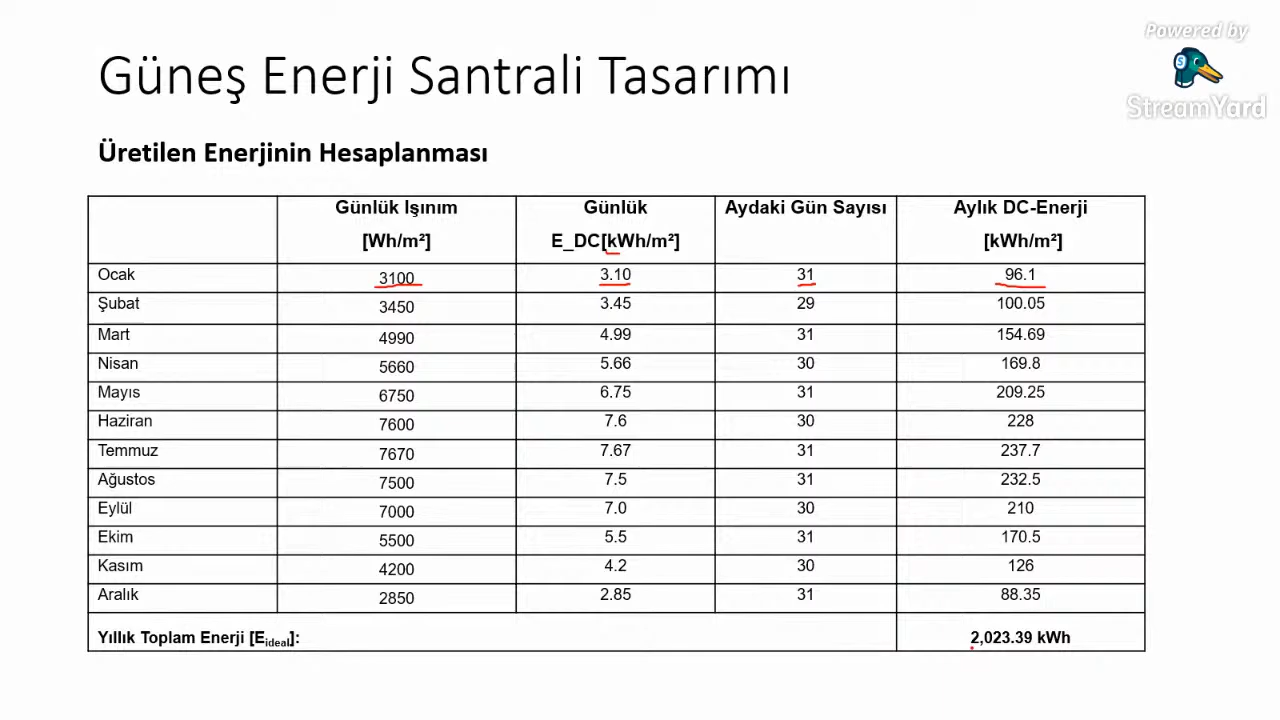 Powered by
StreamYard
Güneş Enerji Santrali Tasarımı
Üretilen Enerjinin Hesaplanması
Günlük Işınım [Wh/m²] Günlük E_DC[kWh/m²] Aydaki Gün Sayısı Aylık DC-Enerji [kWh/m²]
Ocak 3100 3.10 31 96.1
Şubat 3450 3.45 29 100.05
Mart 4990 4.99 31 154.69
Nisan 5660 5.66 30 169.8
Mayıs 6750 6.75 31 209.25
Haziran 7600 7.6 30 228
Temmuz 7670 7.67 31 237.7
Ağustos 7500 7.5 31 232.5
Eylül 7000 7.0 30 210
Ekim 5500 5.5 31 170.5
Kasım 4200 4.2 30 126
Aralık 2850 2.85 31 88.35
Yıllık Toplam Enerji [Eideal]: 2,023.39 kWh